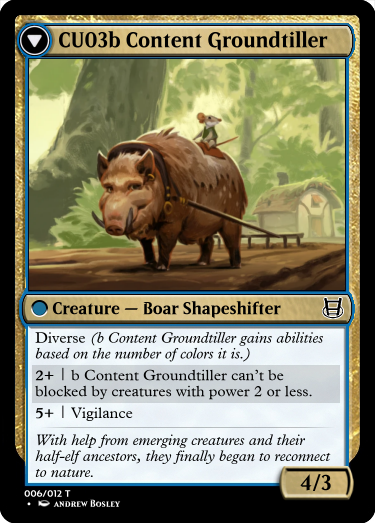 CU03b Content Groundtiller
Creature — Boar Shapeshifter
Diverse (b Content Groundtiller gains abilities
based on the number of colors it is.)
2+ | b Content Groundtiller can't be
blocked by creatures with power 2 or less.
5+ | Vigilance
With help from emerging creatures and their
half-elf ancestors, they finally began to reconnect
to nature.
4/3
006/012 T
• ANDREW BOSLEY